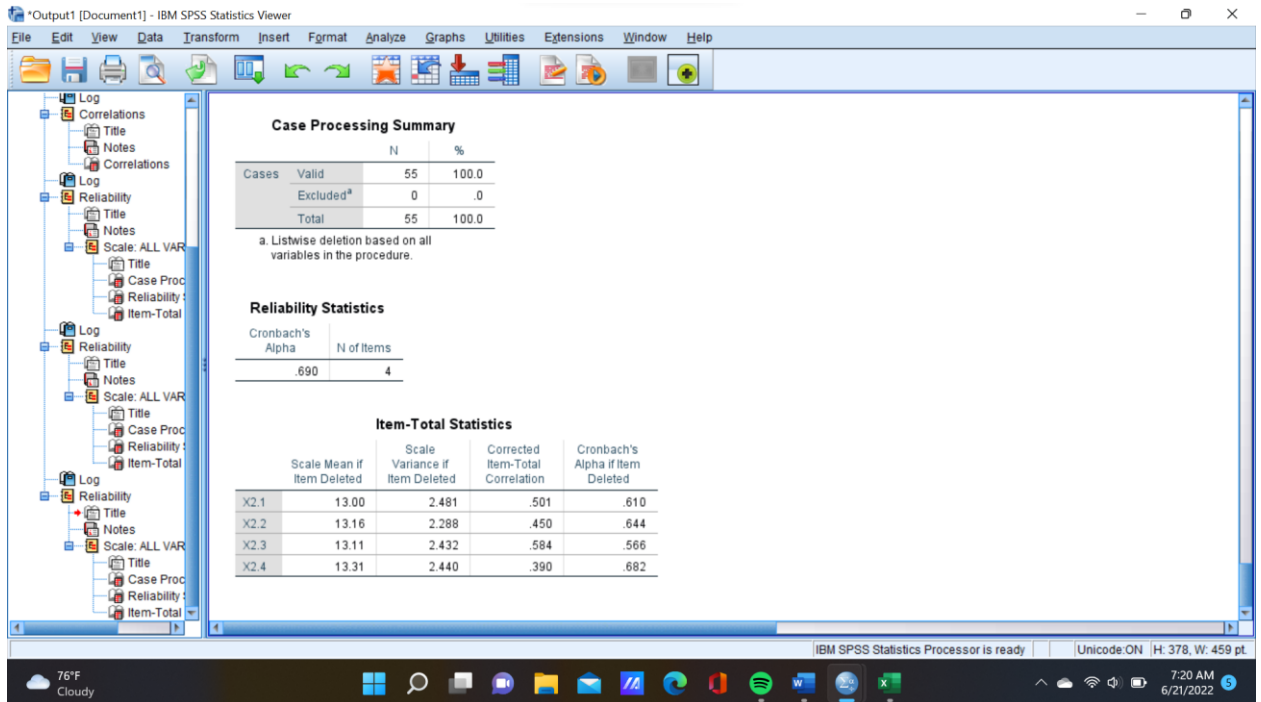 *Output1 [Document1] - IBM SPSS Statistics Viewer
File Edit View Data Transform Insert Format Analyze Graphs Utilities Extensions Window Help
Log
Correlations
Title
Notes
Correlations
Log
Reliability
Title
Notes
Scale: ALL VAR
Title
Case Proc
Reliability
Item-Total
Log
Reliability
Title
Notes
Scale: ALL VAR
Title
Case Proc
Reliability
Item-Total
Log
Reliability
Title
Notes
Scale: ALL VAR
Title
Case Proc
Reliability
Item-Total
Case Processing Summary
N %
Cases Valid 55 100.0
Excludedᵃ 0 .0
Total 55 100.0
a. Listwise deletion based on all
variables in the procedure.
Reliability Statistics
Cronbach's
Alpha N of Items
.690 4
Item-Total Statistics
Scale Mean if Item Deleted Scale Variance if Item Deleted Corrected Item-Total Correlation Cronbach's Alpha if Item Deleted
X2.1 13.00 2.481 .501 .610
X2.2 13.16 2.288 .450 .644
X2.3 13.11 2.432 .584 .566
X2.4 13.31 2.440 .390 .682
IBM SPSS Statistics Processor is ready Unicode:ON H: 378, W: 459 pt.
76°F
Cloudy
7:20 AM
6/21/2022
5